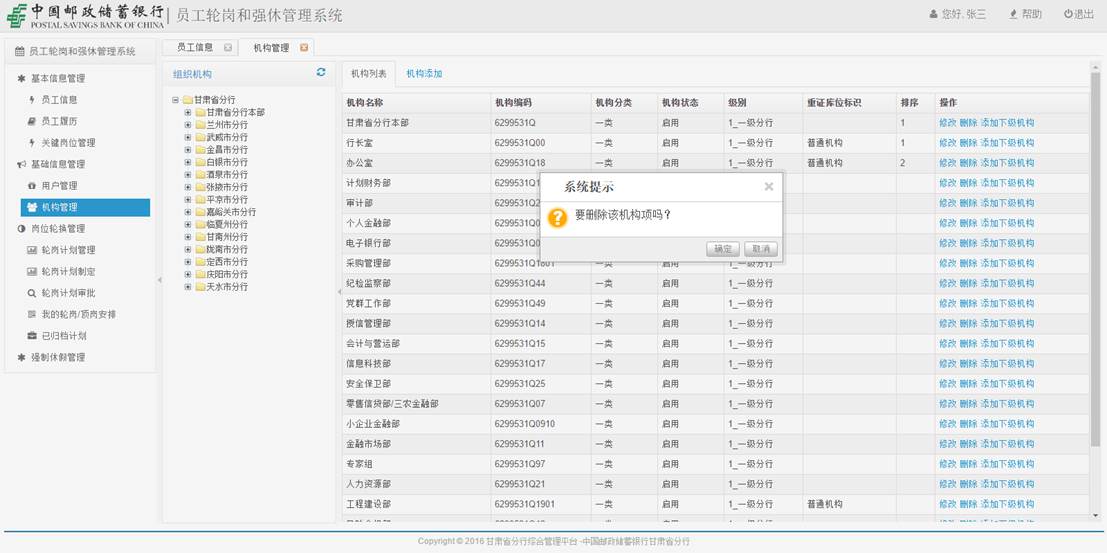 中国邮政储蓄银行 员工轮岗和强休管理系统
POSTAL SAVINGS BANK OF CHINA
您好, 张三 帮助 退出
员工轮岗和强休管理系统
基本信息管理
员工信息
员工履历
关键岗位管理
基础信息管理
用户管理
机构管理
岗位轮换管理
轮岗计划管理
轮岗计划制定
轮岗计划审批
我的轮岗/顶岗安排
已归档计划
强制休假管理
员工信息 机构管理
组织机构
甘肃省分行
甘肃省分行本部
兰州市分行
武威市分行
金昌市分行
白银市分行
酒泉市分行
张掖市分行
平凉市分行
嘉峪关市分行
临夏州分行
甘南州分行
陇南市分行
定西市分行
庆阳市分行
天水市分行
机构列表 机构添加
机构名称 机构编码 机构分类 机构状态 级别 重证库位标识 排序 操作
甘肃省分行本部 6299531Q 一类 启用 1_一级分行 1 修改 删除 添加下级机构
行长室 6299531Q00 一类 启用 1_一级分行 普通机构 1 修改 删除 添加下级机构
办公室 6299531Q18 一类 启用 1_一级分行 普通机构 2 修改 删除 添加下级机构
计划财务部 修改 删除 添加下级机构
审计部 修改 删除 添加下级机构
个人金融部 修改 删除 添加下级机构
电子银行部 修改 删除 添加下级机构
采购管理部 6299531Q1801 一类 启用 1_一级分行 修改 删除 添加下级机构
纪检监察部 6299531Q44 一类 启用 1_一级分行 修改 删除 添加下级机构
党群工作部 6299531Q49 一类 启用 1_一级分行 修改 删除 添加下级机构
授信管理部 6299531Q14 一类 启用 1_一级分行 修改 删除 添加下级机构
会计与营运部 6299531Q15 一类 启用 1_一级分行 修改 删除 添加下级机构
信息科技部 6299531Q17 一类 启用 1_一级分行 修改 删除 添加下级机构
安全保卫部 6299531Q25 一类 启用 1_一级分行 修改 删除 添加下级机构
零售信贷部/三农金融部 6299531Q07 一类 启用 1_一级分行 修改 删除 添加下级机构
小企业金融部 6299531Q0910 一类 启用 1_一级分行 修改 删除 添加下级机构
金融市场部 6299531Q11 一类 启用 1_一级分行 修改 删除 添加下级机构
专家组 6299531Q97 一类 启用 1_一级分行 修改 删除 添加下级机构
人力资源部 6299531Q21 一类 启用 1_一级分行 修改 删除 添加下级机构
工程建设部 6299531Q1901 一类 启用 1_一级分行 普通机构 修改 删除 添加下级机构
系统提示
要删除该机构项吗？
确定 取消
Copyright © 2016 甘肃省分行综合管理平台 -中国邮政储蓄银行甘肃省分行